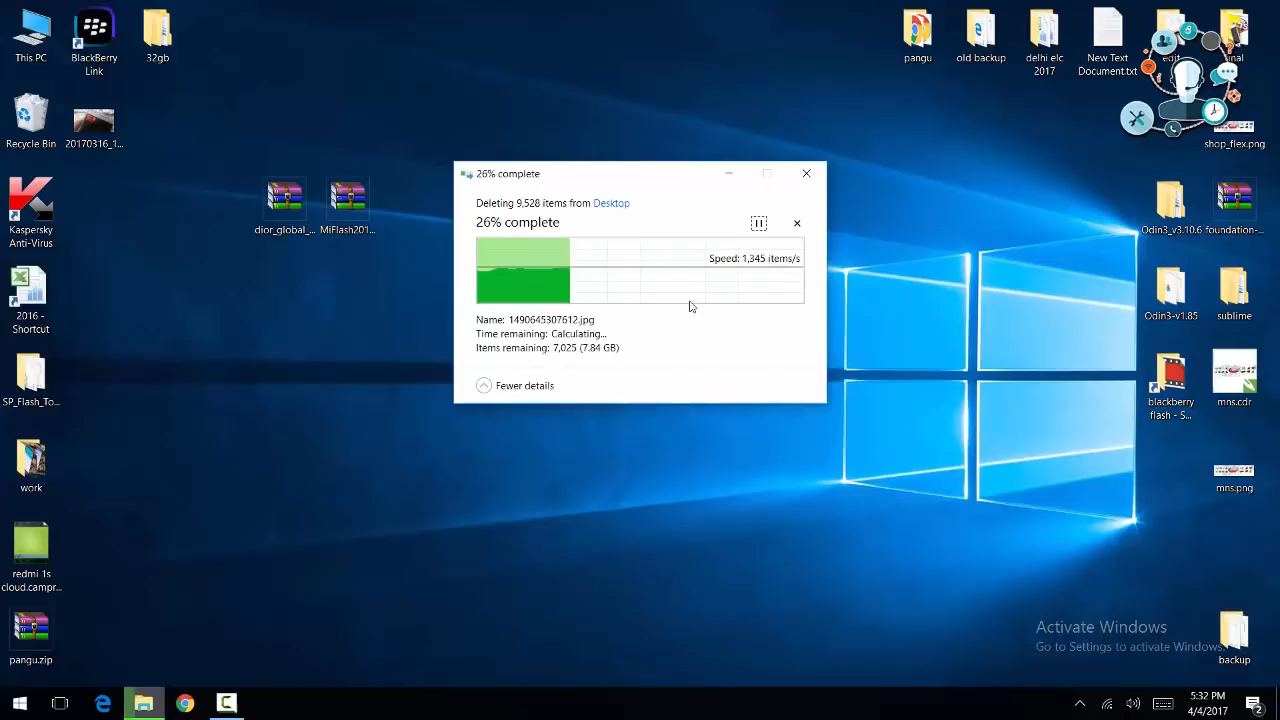 This PC
BlackBerry
Link
32gb
pangu
old backup
delhi elc
2017
New Text
Document.txt
Recycle Bin
20170316_1...
shop_flex.png
Kaspersky
Anti-Virus
dior_global_...
MiFlash201...
Odin3_v3.10.6
foundation-...
26% complete
Deleting 9,528 items from Desktop
26% complete
Speed: 1,345 items/s
Name: 1490645307612.jpg
Time remaining: Calculating...
Items remaining: 7,025 (7.84 GB)
Fewer details
2016 -
Shortcut
Odin3-v1.85
sublime
SP_Flash_To...
blackberry
flash - S...
mns.cdr
work
mns.png
redmi 1s
cloud.campr...
pangu.zip
Activate Windows
Go to Settings to activate Windows.
backup
5:32 PM
4/4/2017
2